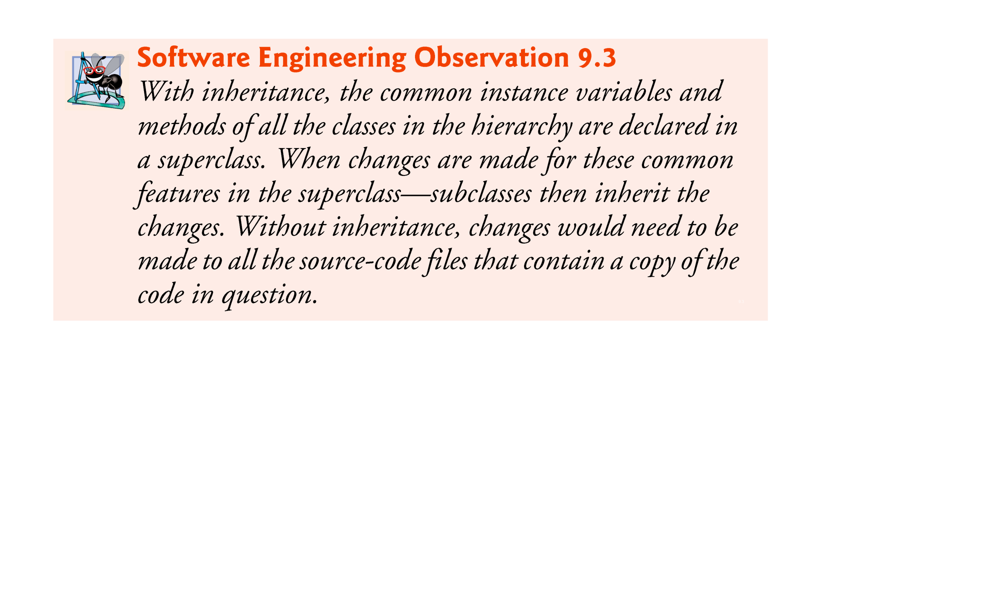 Software Engineering Observation 9.3
With inheritance, the common instance variables and
methods of all the classes in the hierarchy are declared in
a superclass. When changes are made for these common
features in the superclass—subclasses then inherit the
changes. Without inheritance, changes would need to be
made to all the source-code files that contain a copy of the
code in question.